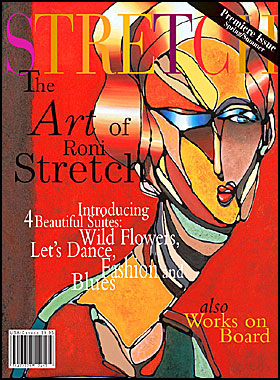 STRETCH
Premiere Issue
Spring/Summer
The
Art of
Roni
Stretch
Introducing
4 Beautiful Suites:
Wild Flowers,
Let's Dance,
Fashion and
Blues
also
Works on
Board